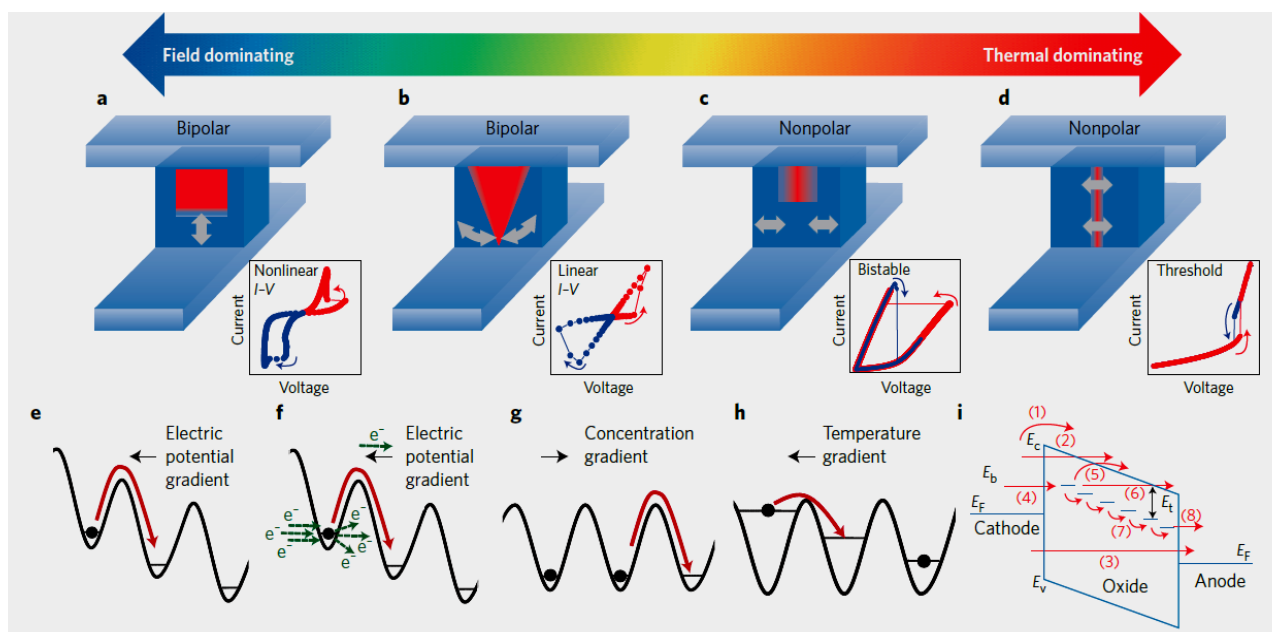 Field dominating
Thermal dominating
a
b
c
d
Bipolar
Bipolar
Nonpolar
Nonpolar
Nonlinear
I–V
Current
Voltage
Linear
I–V
Current
Voltage
Bistable
Current
Voltage
Threshold
Current
Voltage
e
Electric
potential
gradient
f
e⁻
Electric
potential
gradient
e⁻
e⁻
e⁻
e⁻
e⁻
e⁻
g
Concentration
gradient
h
Temperature
gradient
i
(1)
Ec
(2)
Eb
(5)
(4)
(6)
Et
EF
Cathode
(7)
(8)
(3)
EF
Ev
Oxide
Anode